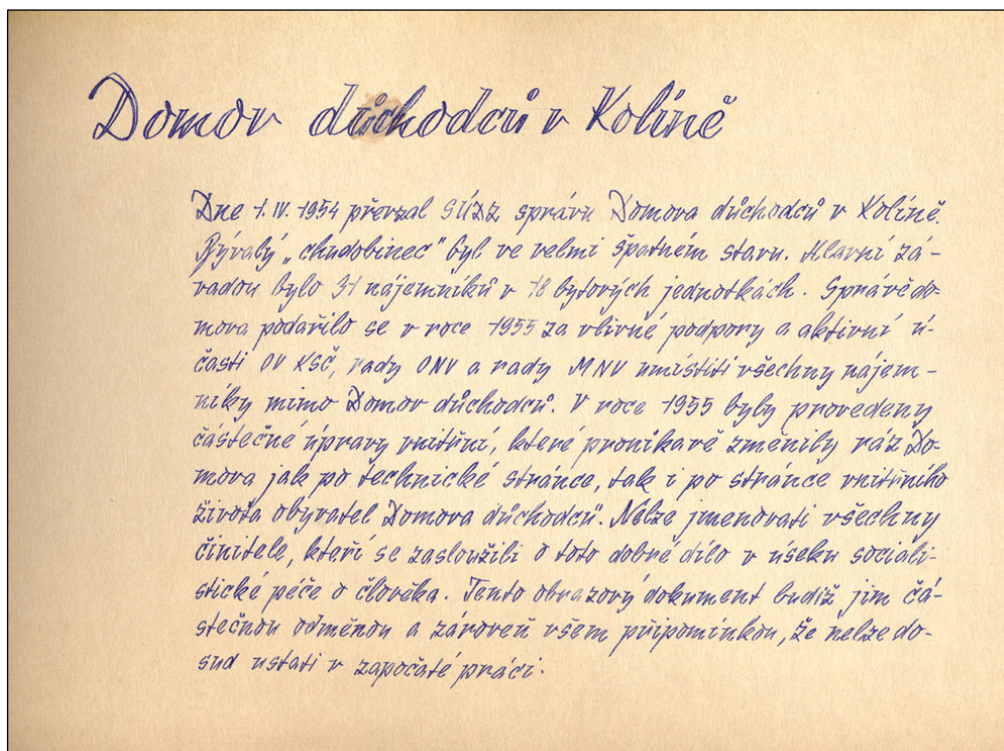 Domov důchodců v Kolíně
Dne 1. IV. 1954 převzal SÚDZ správu Domova důchodců v Kolíně.
Bývalý „chudobinec" byl ve velmi špatném stavu. Hlavní zá-
vadou bylo 31 nájemníků v 18 bytových jednotkách. Správě do-
mova podařilo se v roce 1955 za vlivné podpory a aktivní ú-
časti OV KSČ, rady ONV a rady MNV umístiti všechny nájem-
níky mimo Domov důchodců. V roce 1955 byly provedeny
částečné úpravy vnitřní, které pronikavě změnily ráz Do-
mova jak po technické stránce, tak i po stránce vnitřního
života obyvatel Domova důchodců. Nelze jmenovati všechny
činitele, kteří se zasloužili o toto dobré dílo v úseku sociali-
stické péče o člověka. Tento obrazový dokument budiž jim čá-
stečnou odměnou a zároveň všem připomínkou, že nelze do-
sud ustati v započaté práci.